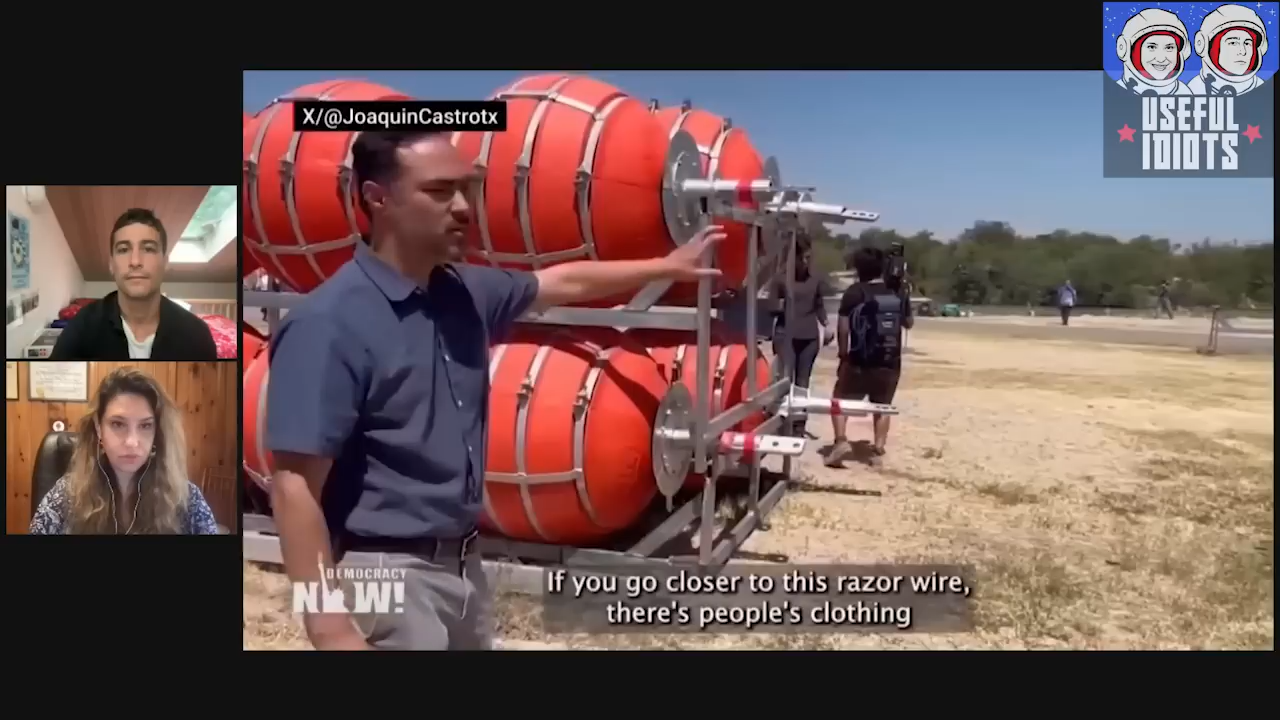 X/@JoaquinCastrotx
USEFUL
IDIOTS
DEMOCRACY
NOW!
If you go closer to this razor wire,
there's people's clothing